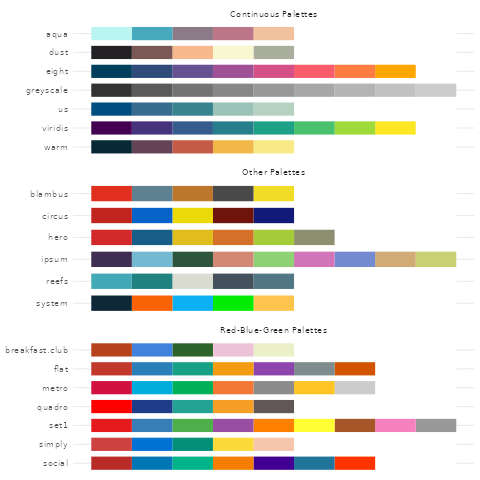 Continuous Palettes
aqua
dust
eight
greyscale
us
viridis
warm
Other Palettes
blambus
circus
hero
ipsum
reefs
system
Red-Blue-Green Palettes
breakfast.club
flat
metro
quadro
set1
simply
social